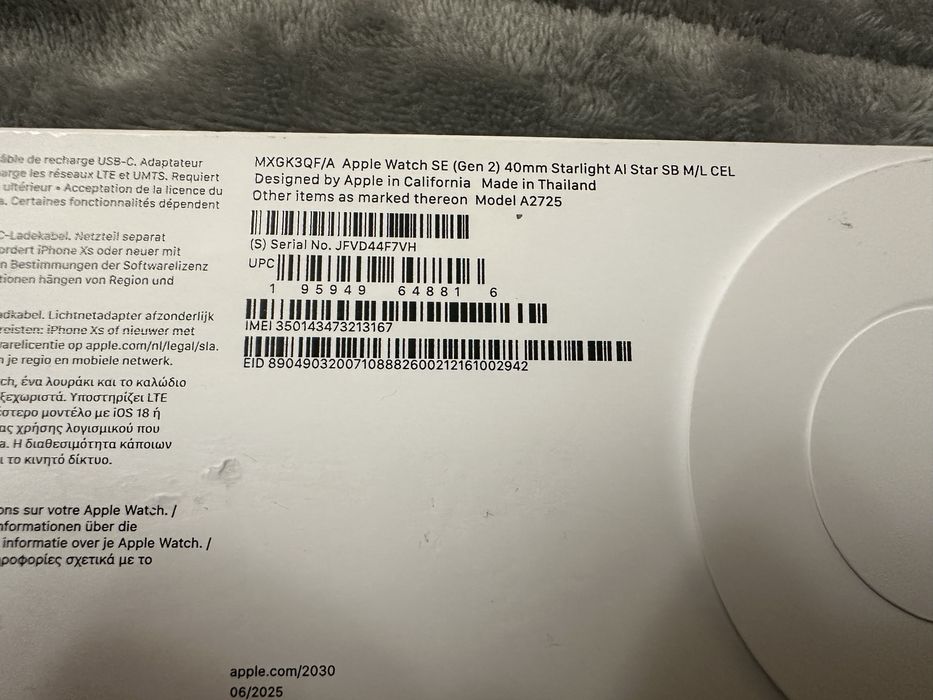 âble de recharge USB-C. Adaptateur
arge les réseaux LTE et UMTS. Requiert
ultérieur • Acceptation de la licence du
a. Certaines fonctionnalités dépendent
C-Ladekabel. Netzteil separat
ordert iPhone Xs oder neuer mit
n Bestimmungen der Softwarelizenz
tionen hängen von Region und
adkabel. Lichtnetadapter afzonderlijk
reisten: iPhone Xs of nieuwer met
varelicentie op apple.com/nl/legal/sla.
n je regio en mobiele netwerk.
ch, ένα λουράκι και το καλώδιο
ξεχωριστά. Υποστηρίζει LTE
έστερο μοντέλο με iOS 18 ή
ας χρήσης λογισμικού που
a. Η διαθεσιμότητα κάποιων
ι το κινητό δίκτυο.
ons sur votre Apple Watch. /
nformationen über die
informatie over je Apple Watch. /
ροφορίες σχετικά με το
MXGK3QF/A Apple Watch SE (Gen 2) 40mm Starlight Al Star SB M/L CEL
Designed by Apple in California Made in Thailand
Other items as marked thereon Model A2725
(S) Serial No. JFVD44F7VH
UPC
1 95949 64881 6
IMEI 350143473213167
EID 89049032007108882600212161002942
apple.com/2030
06/2025